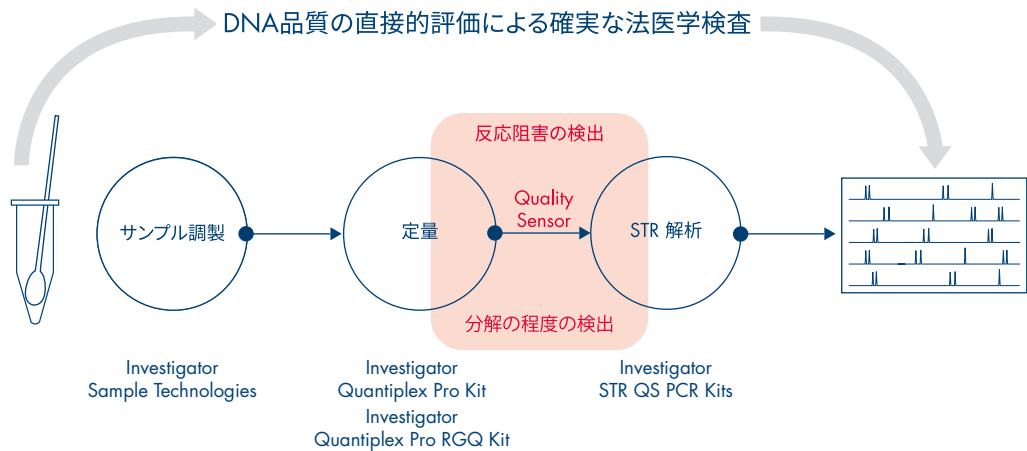 DNA品質の直接的評価による確実な法医学検査
反応阻害の検出
サンプル調製
定量
Quality
Sensor
STR 解析
分解の程度の検出
Investigator
Sample Technologies
Investigator
Quantiplex Pro Kit
Investigator
Quantiplex Pro RGQ Kit
Investigator
STR QS PCR Kits